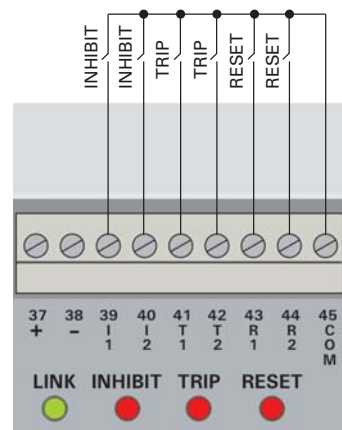 INHIBIT
INHIBIT
TRIP
TRIP
RESET
RESET
37 38 39 40 41 42 43 44 45
+ – I I T T R R C
1 2 1 2 1 2 O
M
LINK INHIBIT TRIP RESET